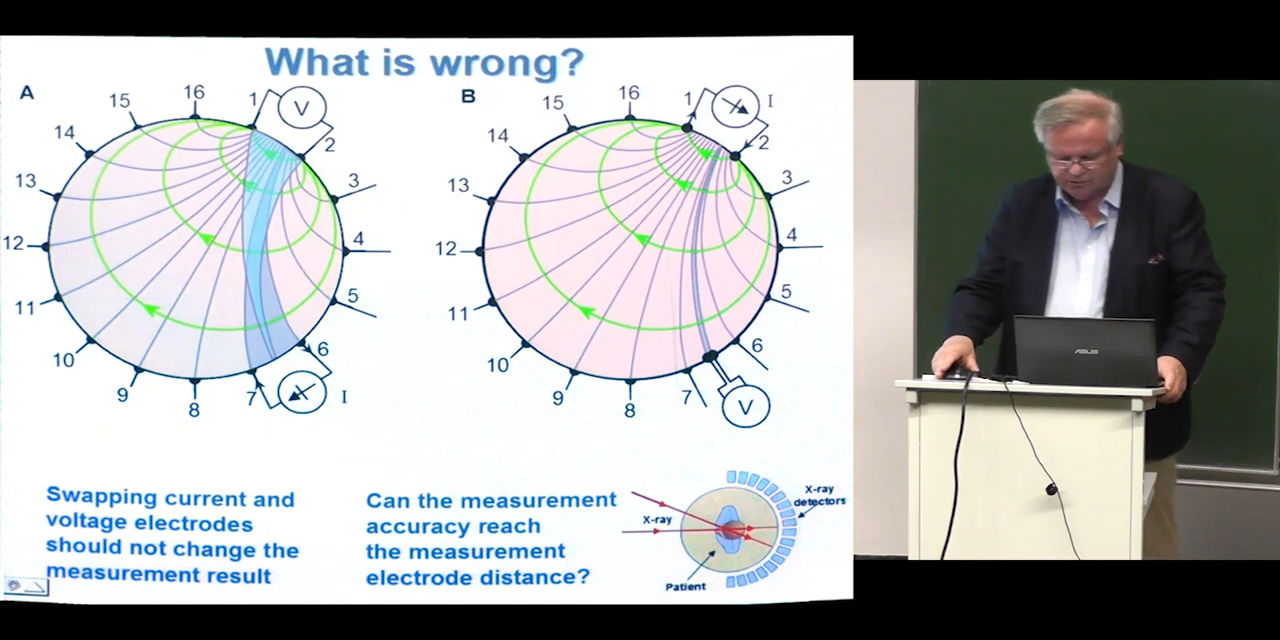 What is wrong?
A
16
1
V
2
15
14
3
13
4
12
5
11
6
10
I
9
8
7
B
16
1
I
15
2
14
3
13
4
12
5
11
6
10
9
7
8
V
Swapping current and
voltage electrodes
should not change the
measurement result
Can the measurement
accuracy reach
the measurement
electrode distance?
X-ray
X-ray
detectors
Patient
ASUS